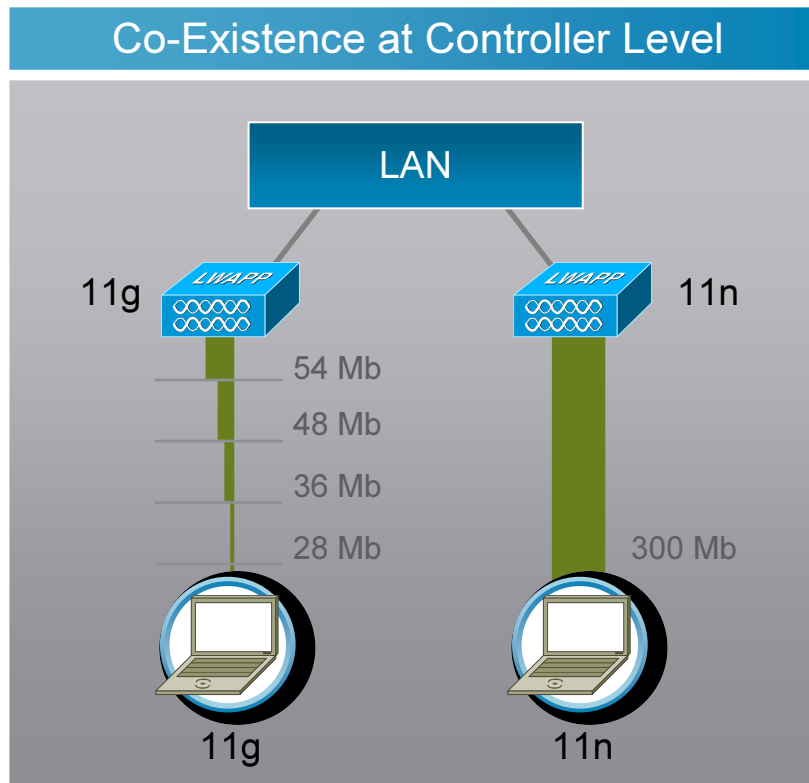 Co-Existence at Controller Level
LAN
11g
LWAPP
LWAPP
11n
54 Mb
48 Mb
36 Mb
28 Mb
300 Mb
11g
11n